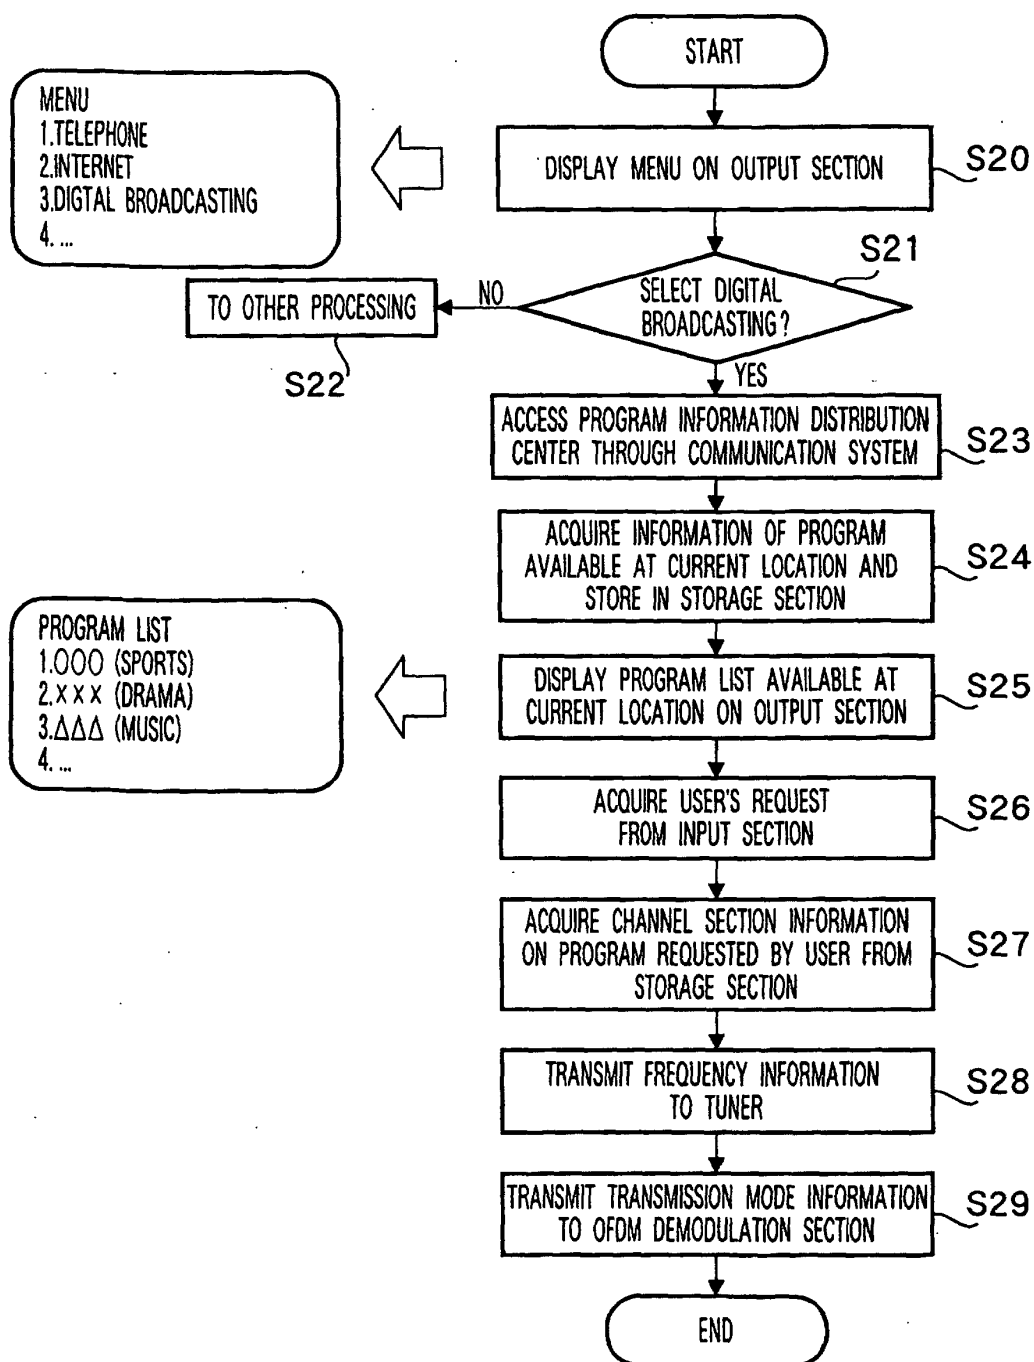 START
MENU
1.TELEPHONE
2.INTERNET
3.DIGTAL BROADCASTING
4. ...
DISPLAY MENU ON OUTPUT SECTION
S20
S21
SELECT DIGITAL
BROADCASTING?
NO
TO OTHER PROCESSING
S22
YES
ACCESS PROGRAM INFORMATION DISTRIBUTION
CENTER THROUGH COMMUNICATION SYSTEM
S23
ACQUIRE INFORMATION OF PROGRAM
AVAILABLE AT CURRENT LOCATION AND
STORE IN STORAGE SECTION
S24
PROGRAM LIST
1.○○○ (SPORTS)
2.××× (DRAMA)
3.△△△ (MUSIC)
4. ...
DISPLAY PROGRAM LIST AVAILABLE AT
CURRENT LOCATION ON OUTPUT SECTION
S25
ACQUIRE USER'S REQUEST
FROM INPUT SECTION
S26
ACQUIRE CHANNEL SECTION INFORMATION
ON PROGRAM REQUESTED BY USER FROM
STORAGE SECTION
S27
TRANSMIT FREQUENCY INFORMATION
TO TUNER
S28
TRANSMIT TRANSMISSION MODE INFORMATION
TO OFDM DEMODULATION SECTION
S29
END